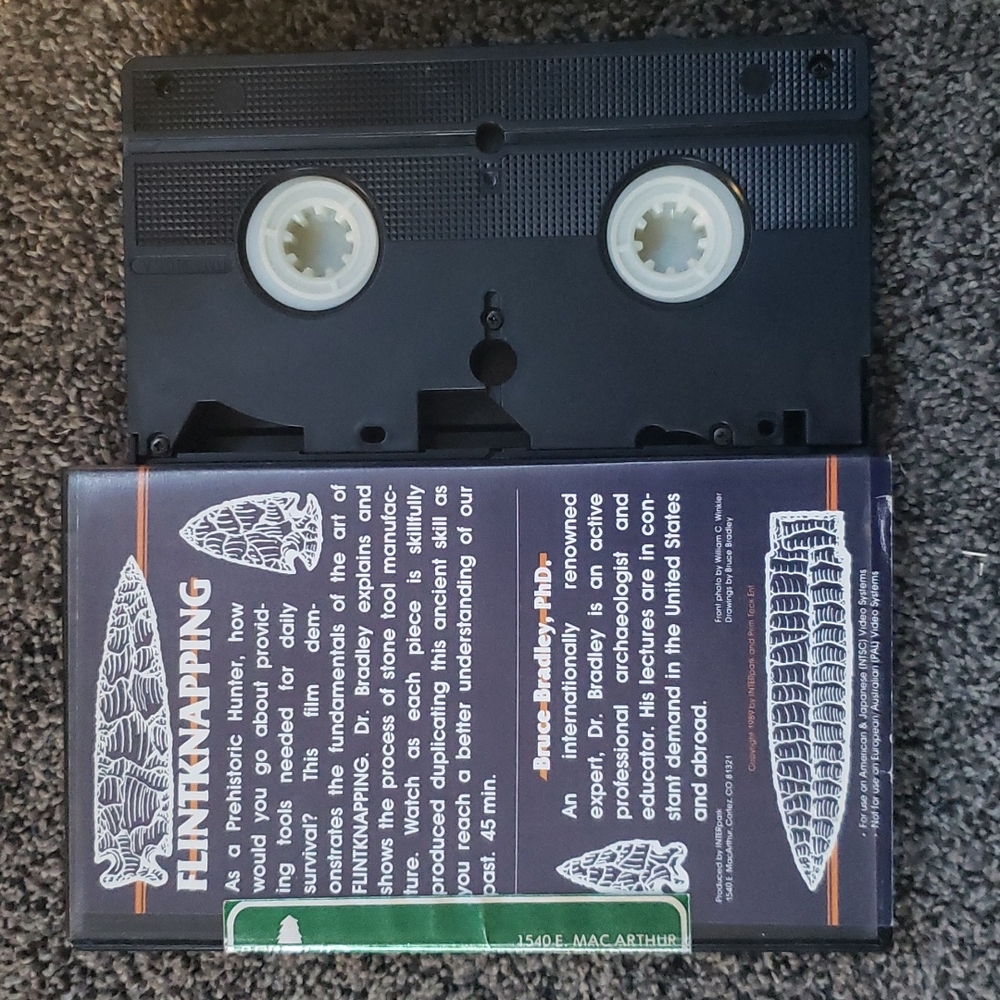 FLINTKNAPPING
As a Prehistoric Hunter, how
would you go about provid-
ing tools needed for daily
survival? This film dem-
onstrates the fundamentals of the art of
FLINTKNAPPING. Dr. Bradley explains and
shows the process of stone tool manufac-
ture. Watch as each piece is skillfully
produced duplicating this ancient skill as
you reach a better understanding of our
past. 45 min.
Bruce Bradley, PhD.
An internationally renowned
expert, Dr. Bradley is an active
professional archaeologist and
educator. His lectures are in con-
stant demand in the United States
and abroad.
Produced by INTERpark
1540 E. MacArthur, Cortez, CO 81321
Front photo by William C. Winkler
Drawings by Bruce Bradley
Copyright 1989 by INTERpark and Prim Teck Ent
• For use on American & Japanese (NTSC) Video Systems
• Not for use on European Australian (PAL) Video Systems
1540 E. MAC ARTHUR